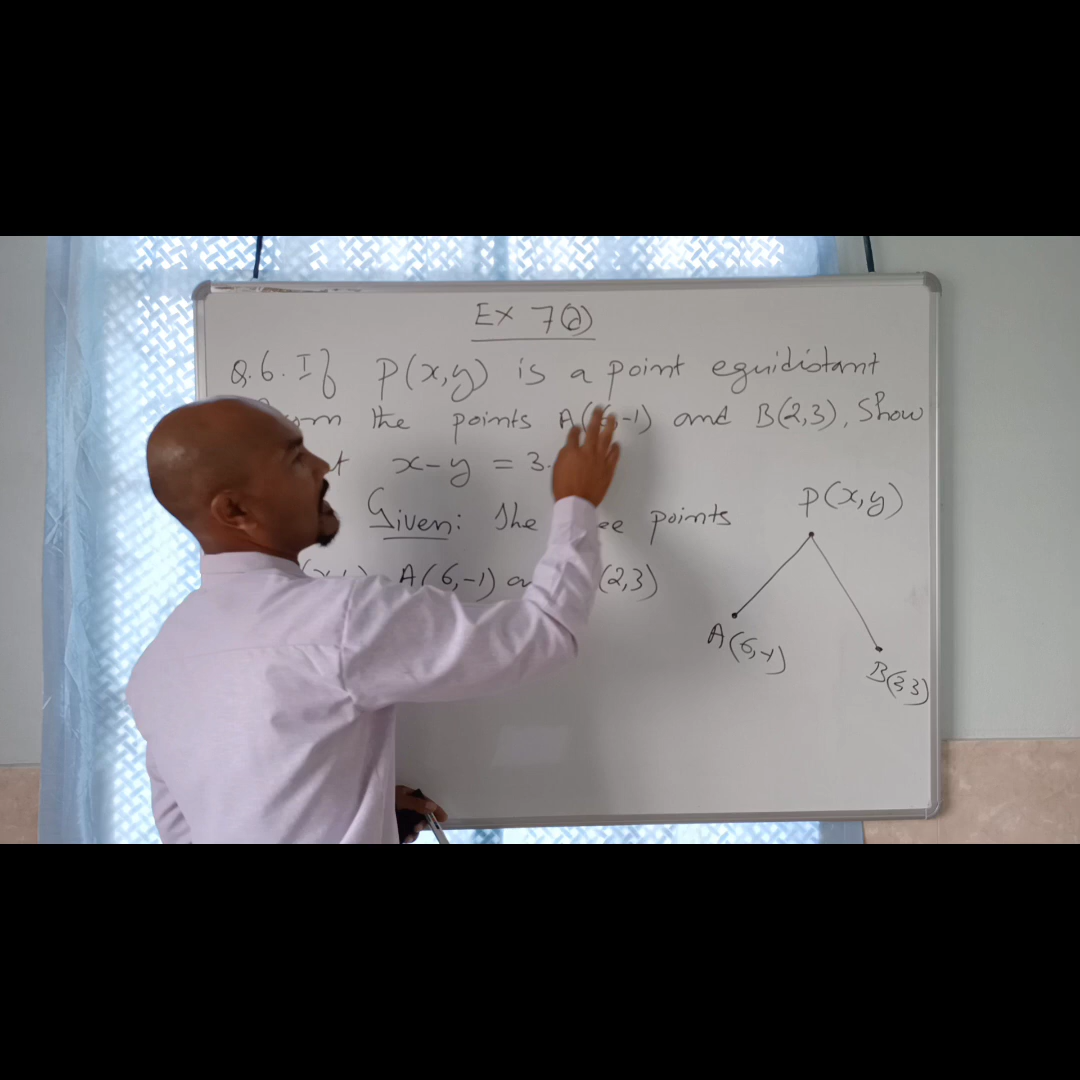 Ex 7(d)
Q.6. If P(x,y) is a point equidistant
the points A(6,-1) and B(2,3), Show
x-y = 3.
Given: The points
A(6,-1) (2,3)
P(x,y)
A(6,-1)
B(2,3)